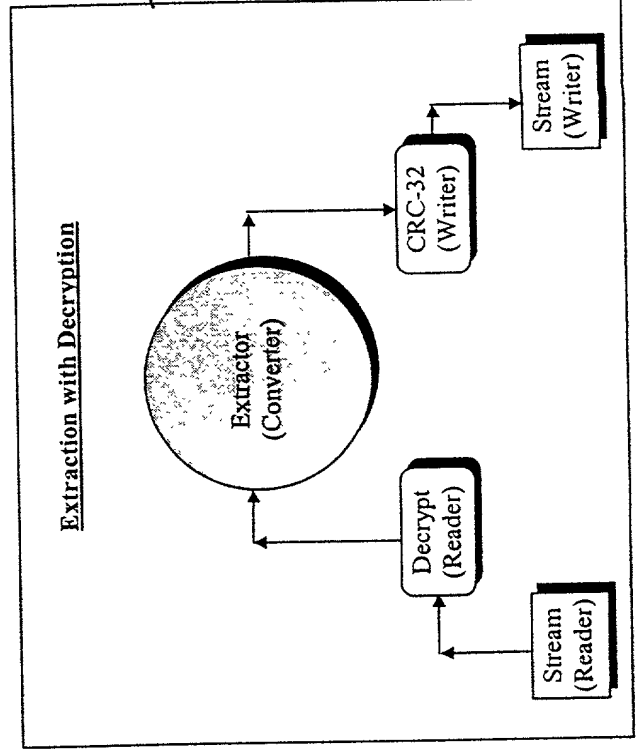 Extraction with Decryption
Stream
(Reader)
Decrypt
(Reader)
Extractor
(Converter)
CRC-32
(Writer)
Stream
(Writer)